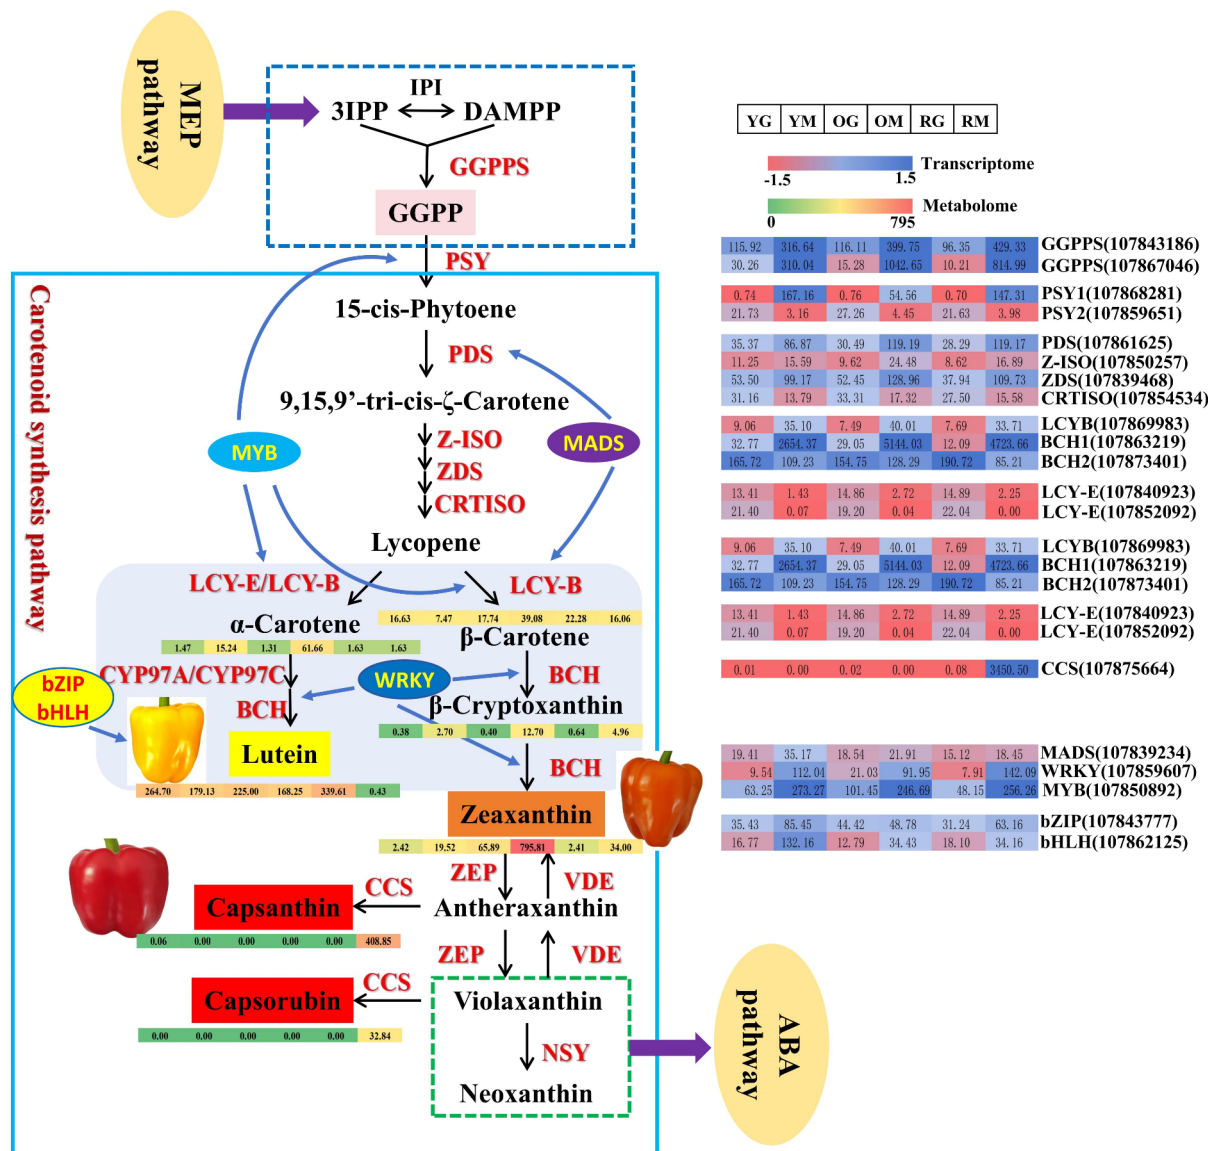 MEP
pathway
IPI
3IPP
DAMPP
GGPPS
GGPP
PSY
Carotenoid synthesis pathway
15-cis-Phytoene
PDS
9,15,9’-tri-cis-ζ-Carotene
MYB
MADS
Z-ISO
ZDS
CRTISO
Lycopene
LCY-E/LCY-B
LCY-B
16.63 7.47 17.74 39.08 22.28 16.06
α-Carotene
β-Carotene
1.47 15.24 1.31 61.66 1.63 1.63
CYP97A/CYP97C
BCH
WRKY
bZIP
bHLH
BCH
β-Cryptoxanthin
0.38 2.70 0.40 12.70 0.64 4.96
Lutein
BCH
264.70 179.13 225.00 168.25 339.61 0.43
Zeaxanthin
2.42 19.52 65.89 795.81 2.41 34.00
ZEP
VDE
CCS
Capsanthin
Antheraxanthin
0.06 0.00 0.00 0.00 0.00 408.85
ZEP
VDE
CCS
Capsorubin
Violaxanthin
0.00 0.00 0.00 0.00 0.00 32.84
NSY
Neoxanthin
ABA
pathway
YG YM OG OM RG RM
Transcriptome
-1.5 1.5
Metabolome
0 795
115.92 316.64 116.11 399.75 96.35 429.33 GGPPS(107843186)
30.26 310.04 15.28 1042.65 10.21 814.99 GGPPS(107867046)
0.74 167.16 0.76 54.56 0.70 147.31 PSY1(107868281)
21.73 3.16 27.26 4.45 21.63 3.98 PSY2(107859651)
35.37 86.87 30.49 119.19 28.29 119.17 PDS(107861625)
11.25 15.59 9.62 24.48 8.62 16.89 Z-ISO(107850257)
53.50 99.17 52.45 128.96 37.94 109.73 ZDS(107839468)
31.16 13.79 33.31 17.32 27.50 15.58 CRTISO(107854534)
9.06 35.10 7.49 40.01 7.69 33.71 LCYB(107869983)
32.77 2654.37 29.05 5144.03 12.09 4723.66 BCH1(107863219)
165.72 109.23 154.75 128.29 190.72 85.21 BCH2(107873401)
13.41 1.43 14.86 2.72 14.89 2.25 LCY-E(107840923)
21.40 0.07 19.20 0.04 22.04 0.00 LCY-E(107852092)
9.06 35.10 7.49 40.01 7.69 33.71 LCYB(107869983)
32.77 2654.37 29.05 5144.03 12.09 4723.66 BCH1(107863219)
165.72 109.23 154.75 128.29 190.72 85.21 BCH2(107873401)
13.41 1.43 14.86 2.72 14.89 2.25 LCY-E(107840923)
21.40 0.07 19.20 0.04 22.04 0.00 LCY-E(107852092)
0.01 0.00 0.02 0.00 0.08 3450.50 CCS(107875664)
19.41 35.17 18.54 21.91 15.12 18.45 MADS(107839234)
9.54 112.04 21.03 91.95 7.91 142.09 WRKY(107859607)
63.25 273.27 101.45 246.69 48.15 256.26 MYB(107850892)
35.43 85.45 44.42 48.78 31.24 63.16 bZIP(107843777)
16.77 132.16 12.79 34.43 18.10 34.16 bHLH(107862125)